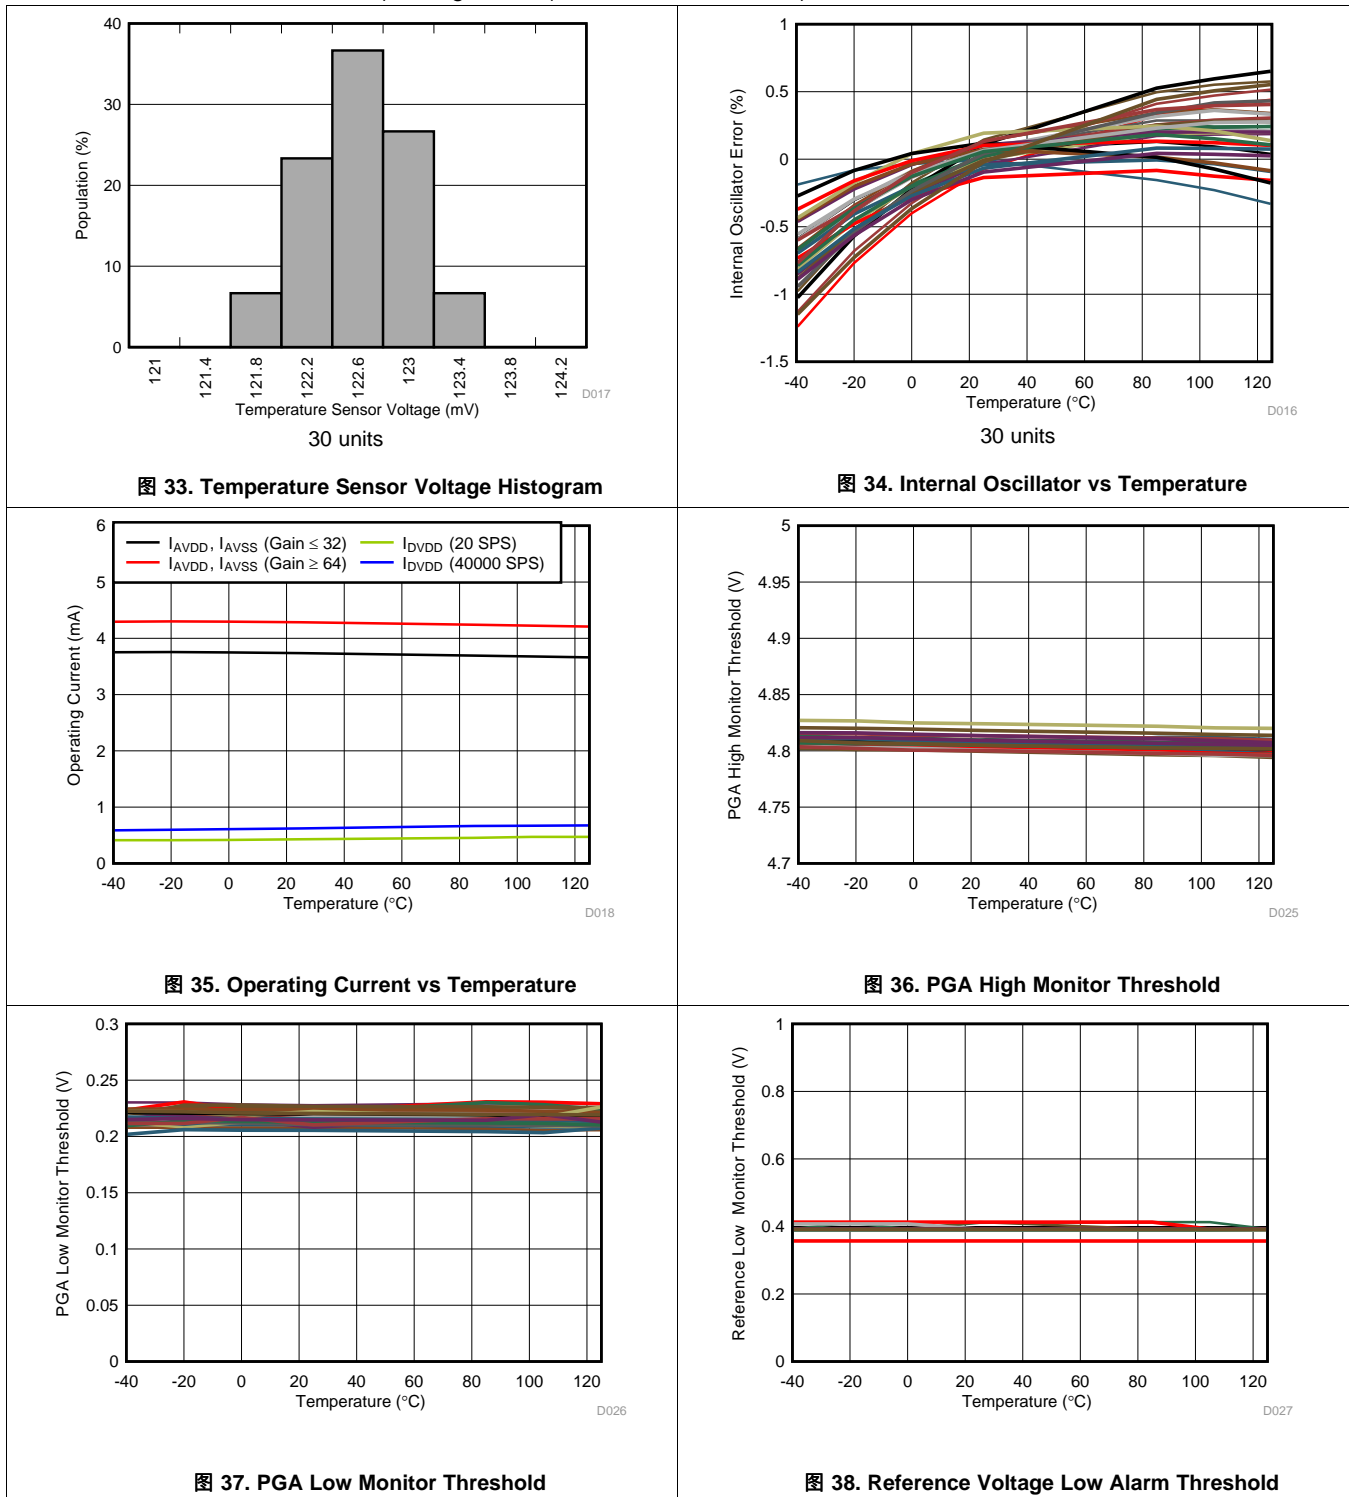 40
30
20
10
0
Population (%)
121
121.4
121.8
122.2
122.6
123
123.4
123.8
124.2
Temperature Sensor Voltage (mV)
D017
30 units
图 33. Temperature Sensor Voltage Histogram
1
0.5
0
-0.5
-1
-1.5
Internal Oscillator Error (%)
-40 -20 0 20 40 60 80 100 120
Temperature (°C)
D016
30 units
图 34. Internal Oscillator vs Temperature
6
5
4
3
2
1
0
Operating Current (mA)
IAVDD, IAVSS (Gain ≤ 32)
IAVDD, IAVSS (Gain ≥ 64)
IDVDD (20 SPS)
IDVDD (40000 SPS)
-40 -20 0 20 40 60 80 100 120
Temperature (°C)
D018
图 35. Operating Current vs Temperature
5
4.95
4.9
4.85
4.8
4.75
4.7
PGA High Monitor Threshold (V)
-40 -20 0 20 40 60 80 100 120
Temperature (°C)
D025
图 36. PGA High Monitor Threshold
0.3
0.25
0.2
0.15
0.1
0.05
0
PGA Low Monitor Threshold (V)
-40 -20 0 20 40 60 80 100 120
Temperature (°C)
D026
图 37. PGA Low Monitor Threshold
1
0.8
0.6
0.4
0.2
0
Reference Low Monitor Threshold (V)
-40 -20 0 20 40 60 80 100 120
Temperature (°C)
D027
图 38. Reference Voltage Low Alarm Threshold